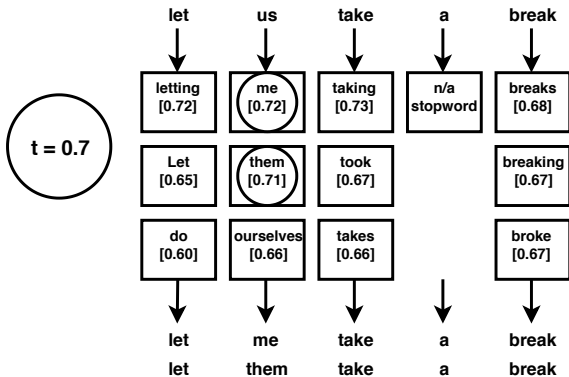 let us take a break
letting me taking n/a breaks
[0.72] [0.72] [0.73] stopword [0.68]
t = 0.7
Let them took breaking
[0.65] [0.71] [0.67] [0.67]
do ourselves takes broke
[0.60] [0.66] [0.66] [0.67]
let me take a break
let them take a break